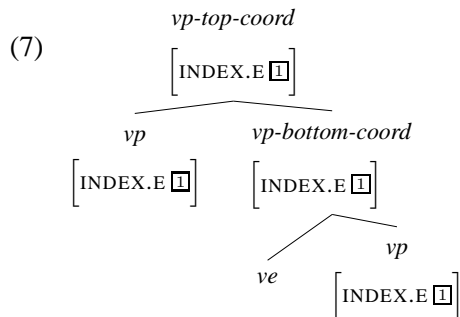 vp-top-coord
(7)
[INDEX.E 1]
vp vp-bottom-coord
[INDEX.E 1] [INDEX.E 1]
ve vp
[INDEX.E 1]